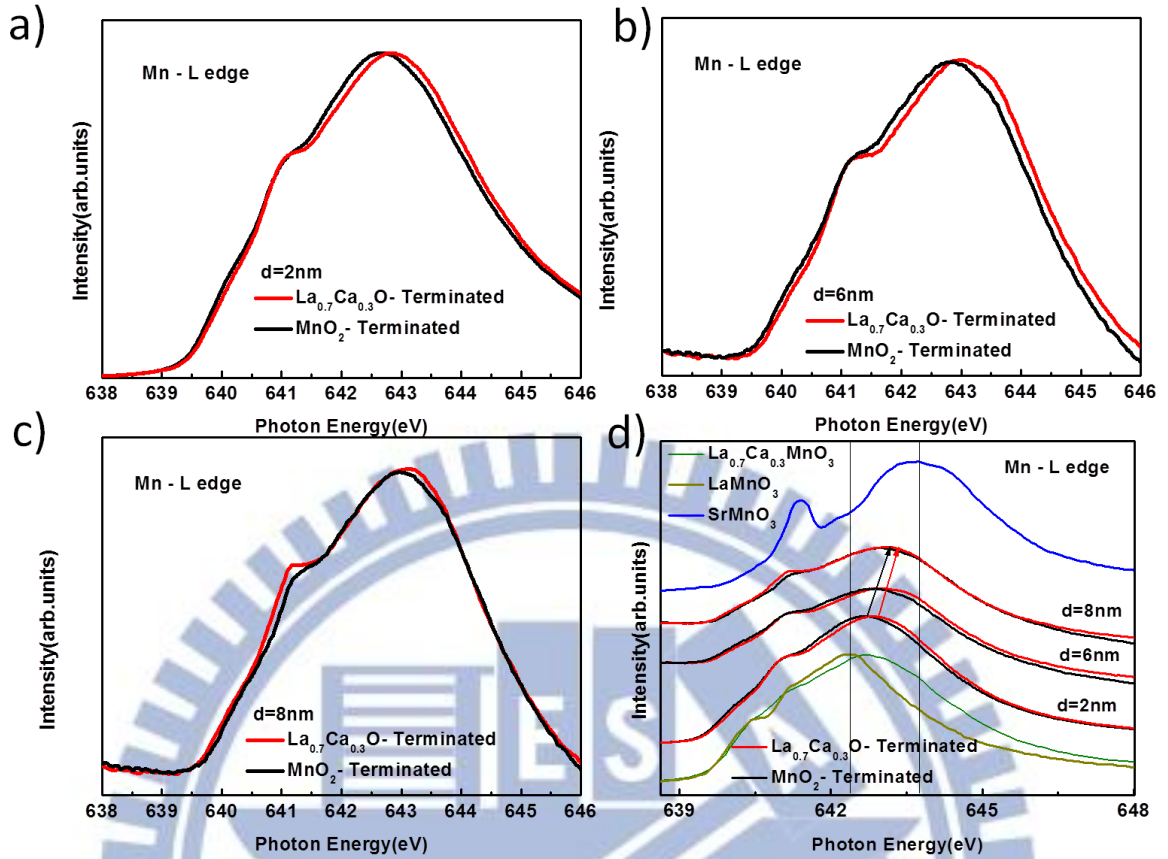 a)
Mn - L edge
Intensity(arb.units)
d=2nm
La0.7Ca0.3O- Terminated
MnO2- Terminated
638 639 640 641 642 643 644 645 646
Photon Energy(eV)
b)
Mn - L edge
Intensity(arb.units)
d=6nm
La0.7Ca0.3O- Terminated
MnO2- Terminated
638 639 640 641 642 643 644 645 646
Photon Energy(eV)
c)
Mn - L edge
Intensity(arb.units)
d=8nm
La0.7Ca0.3O- Terminated
MnO2- Terminated
638 639 640 641 642 643 644 645 646
Photon Energy(eV)
d)
La0.7Ca0.3MnO3
LaMnO3
SrMnO3
Mn - L edge
Intensity(arb.units)
d=8nm
d=6nm
d=2nm
La0.7Ca0.3O- Terminated
MnO2- Terminated
639 642 645 648
Photon Energy(eV)
ES